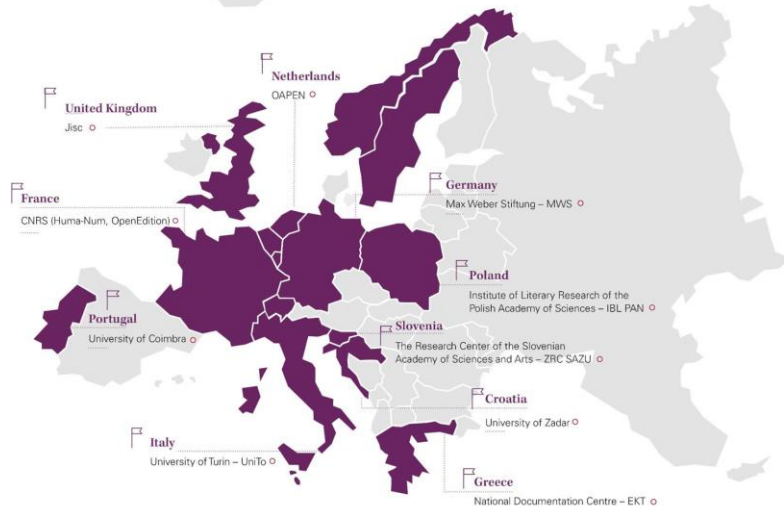 Netherlands
OAPEN
United Kingdom
Jisc
France
CNRS (Huma-Num, OpenEdition)
Germany
Max Weber Stiftung – MWS
Poland
Institute of Literary Research of the
Polish Academy of Sciences – IBL PAN
Portugal
University of Coimbra
Slovenia
The Research Center of the Slovenian
Academy of Sciences and Arts – ZRC SAZU
Croatia
University of Zadar
Italy
University of Turin – UniTo
Greece
National Documentation Centre – EKT